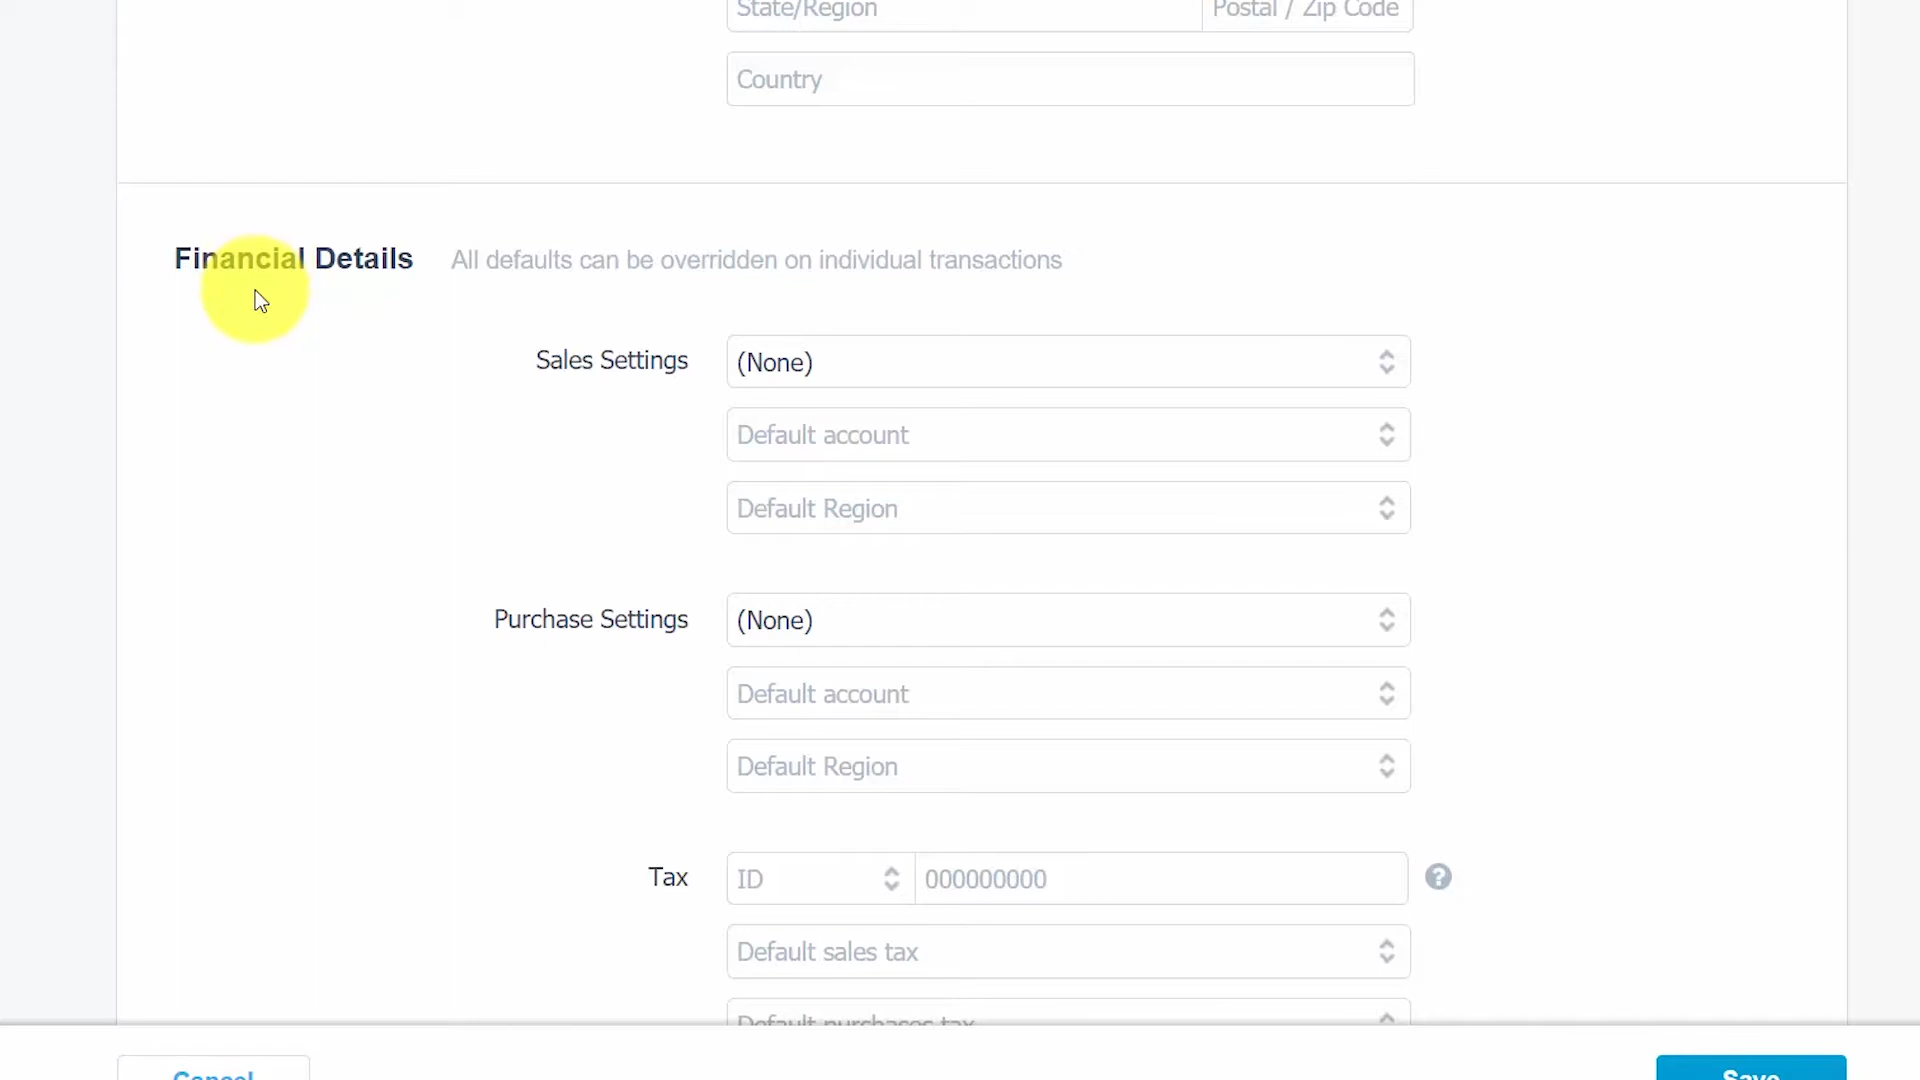 State/Region Postal / Zip Code
Country
Financial Details All defaults can be overridden on individual transactions
Sales Settings (None)
Default account
Default Region
Purchase Settings (None)
Default account
Default Region
Tax ID 000000000
Default sales tax
Default purchases tax
Cancel Save